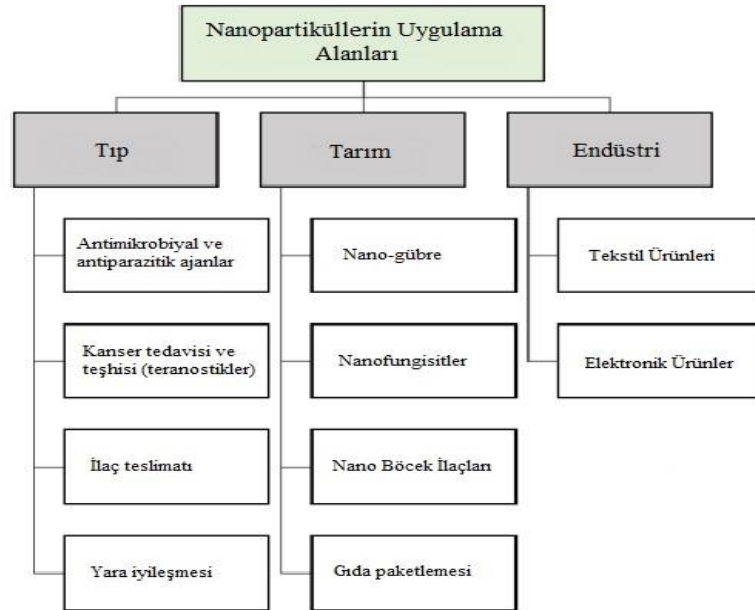 Nanopartiküllerin Uygulama
Alanları
Tıp
Tarım
Endüstri
Antimikrobiyal ve
antiparazitik ajanlar
Nano-gübre
Tekstil Ürünleri
Kanser tedavisi ve
teşhisi (teranostikler)
Nanofungisitler
Elektronik Ürünler
İlaç teslimatı
Nano Böcek İlaçları
Yara iyileşmesi
Gıda paketlemesi